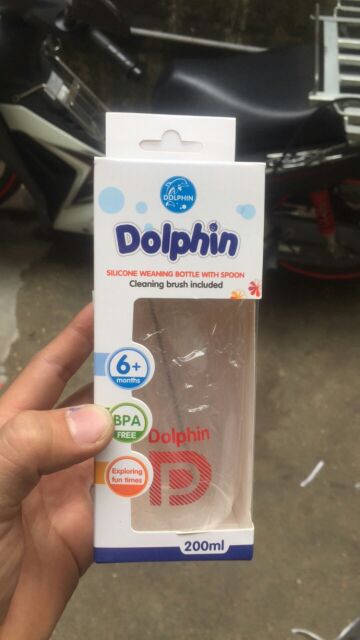 DOLPHIN
Dolphin
SILICONE WEANING BOTTLE WITH SPOON
Cleaning brush included
6+
months
BPA
FREE
Dolphin
D
Exploring
fun times
200ml